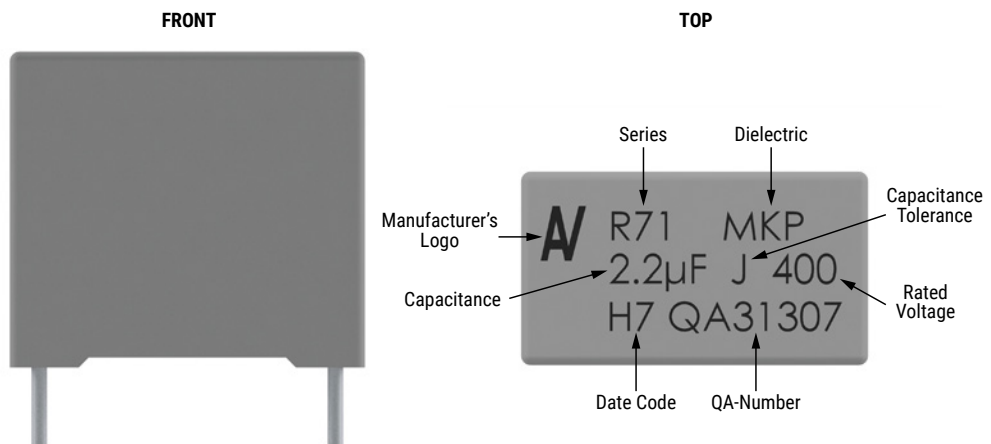 FRONT
TOP
Series
Dielectric
Capacitance
Tolerance
Manufacturer's
Logo
R71 MKP
2.2µF J 400
H7 QA31307
Capacitance
Rated
Voltage
Date Code
QA-Number